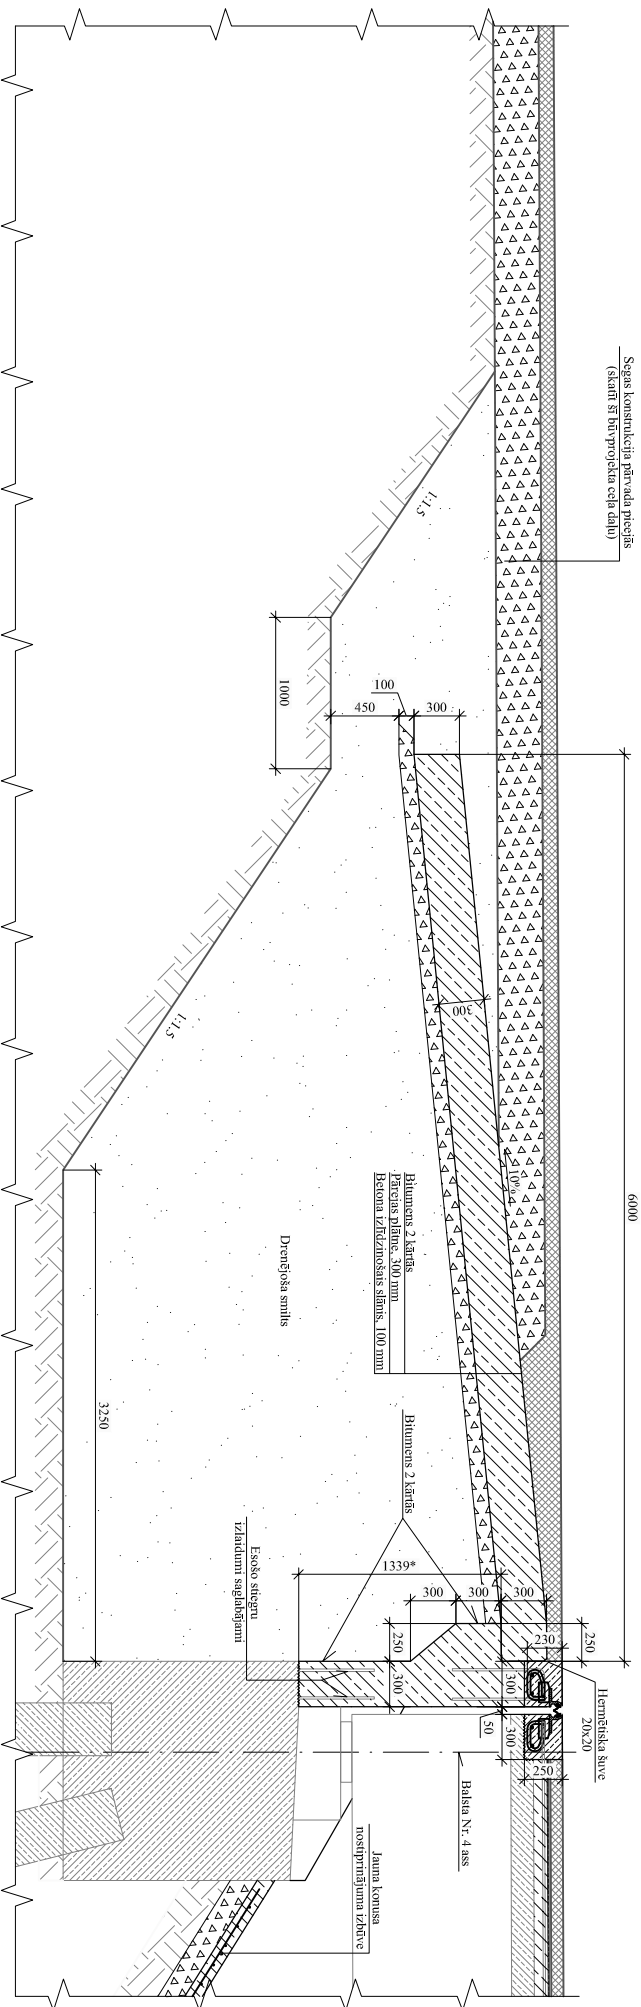 Segas konstrukcija pārvada pieejās
(skatīt šī būvprojekta ceļa daļu)
1:1.5
1000
450
100
300
6000
300
1:1.5
10%
Bitumens 2 kārtās
Pārejas plātne, 300 mm
Betona izlīdzinošais slānis, 100 mm
Drenējoša smilts
3250
Bitumens 2 kārtās
Esošo stiegru
izlaidumi saglabājami
1339*
300
300
300
250
300
230
250
300
50
300
250
Hermētiska šuve
20x20
Balsta Nr. 4 ass
Jauna konusa
nostiprinājuma izbūve